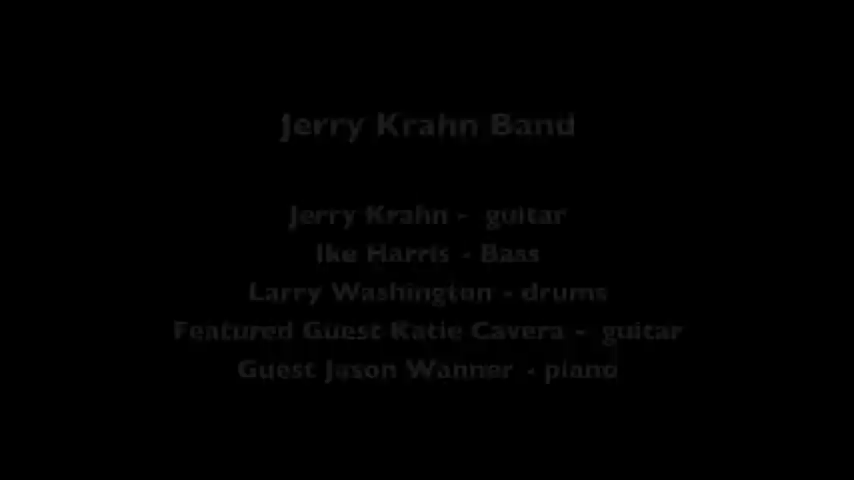 Jerry Krahn Band
Jerry Krahn - guitar
Ike Harris - Bass
Larry Washington - drums
Featured Guest Katie Cavera - guitar
Guest Jason Wanner - piano